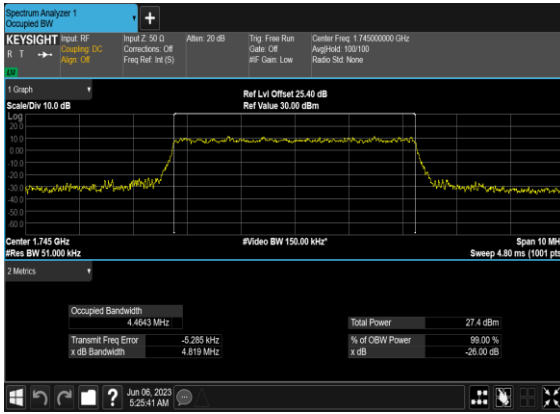 Spectrum Analyzer 1
Occupied BW
+
KEYSIGHT
R T
LXI
Input: RF
Coupling: DC
Align: Off
Input Z: 50 Ω
Corrections: Off
Freq Ref: Int (S)
Atten: 20 dB
Trig: Free Run
Gate: Off
#IF Gain: Low
Center Freq: 1.745000000 GHz
Avg|Hold: 100/100
Radio Std: None
1 Graph
Scale/Div 10.0 dB
Ref Lvl Offset 25.40 dB
Ref Value 30.00 dBm
Log
20.0
10.0
0.00
-10.0
-20.0
-30.0
-40.0
-50.0
-60.0
Center 1.745 GHz
#Res BW 51.000 kHz
#Video BW 150.00 kHz*
Span 10 MH
Sweep 4.80 ms (1001 pts
2 Metrics
Occupied Bandwidth
4.4643 MHz
Transmit Freq Error -5.285 kHz
x dB Bandwidth 4.819 MHz
Total Power 27.4 dBm
% of OBW Power 99.00 %
x dB -26.00 dB
?
Jun 06, 2023
5:25:41 AM